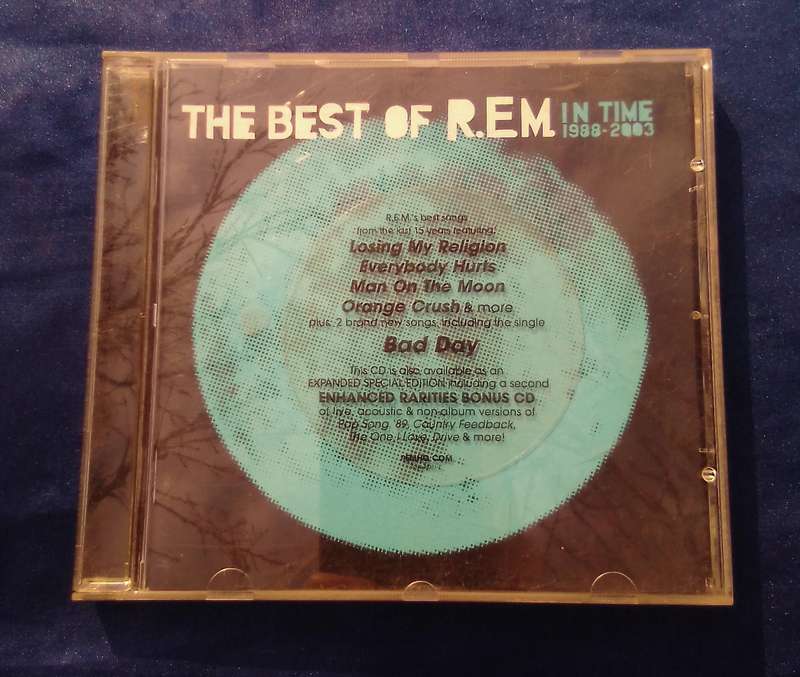 THE BEST OF R.E.M. IN TIME
1988-2003
R.E.M.'s best songs
from the last 15 years featuring:
Losing My Religion
Everybody Hurts
Man On The Moon
Orange Crush & more
plus: 2 brand new songs, including the single
Bad Day
This CD is also available as an
EXPANDED SPECIAL EDITION including a second
ENHANCED RARITIES BONUS CD
of live, acoustic & non-album versions of
Pop Song '89, Country Feedback,
The One I Love, Drive & more!
REMHQ.COM